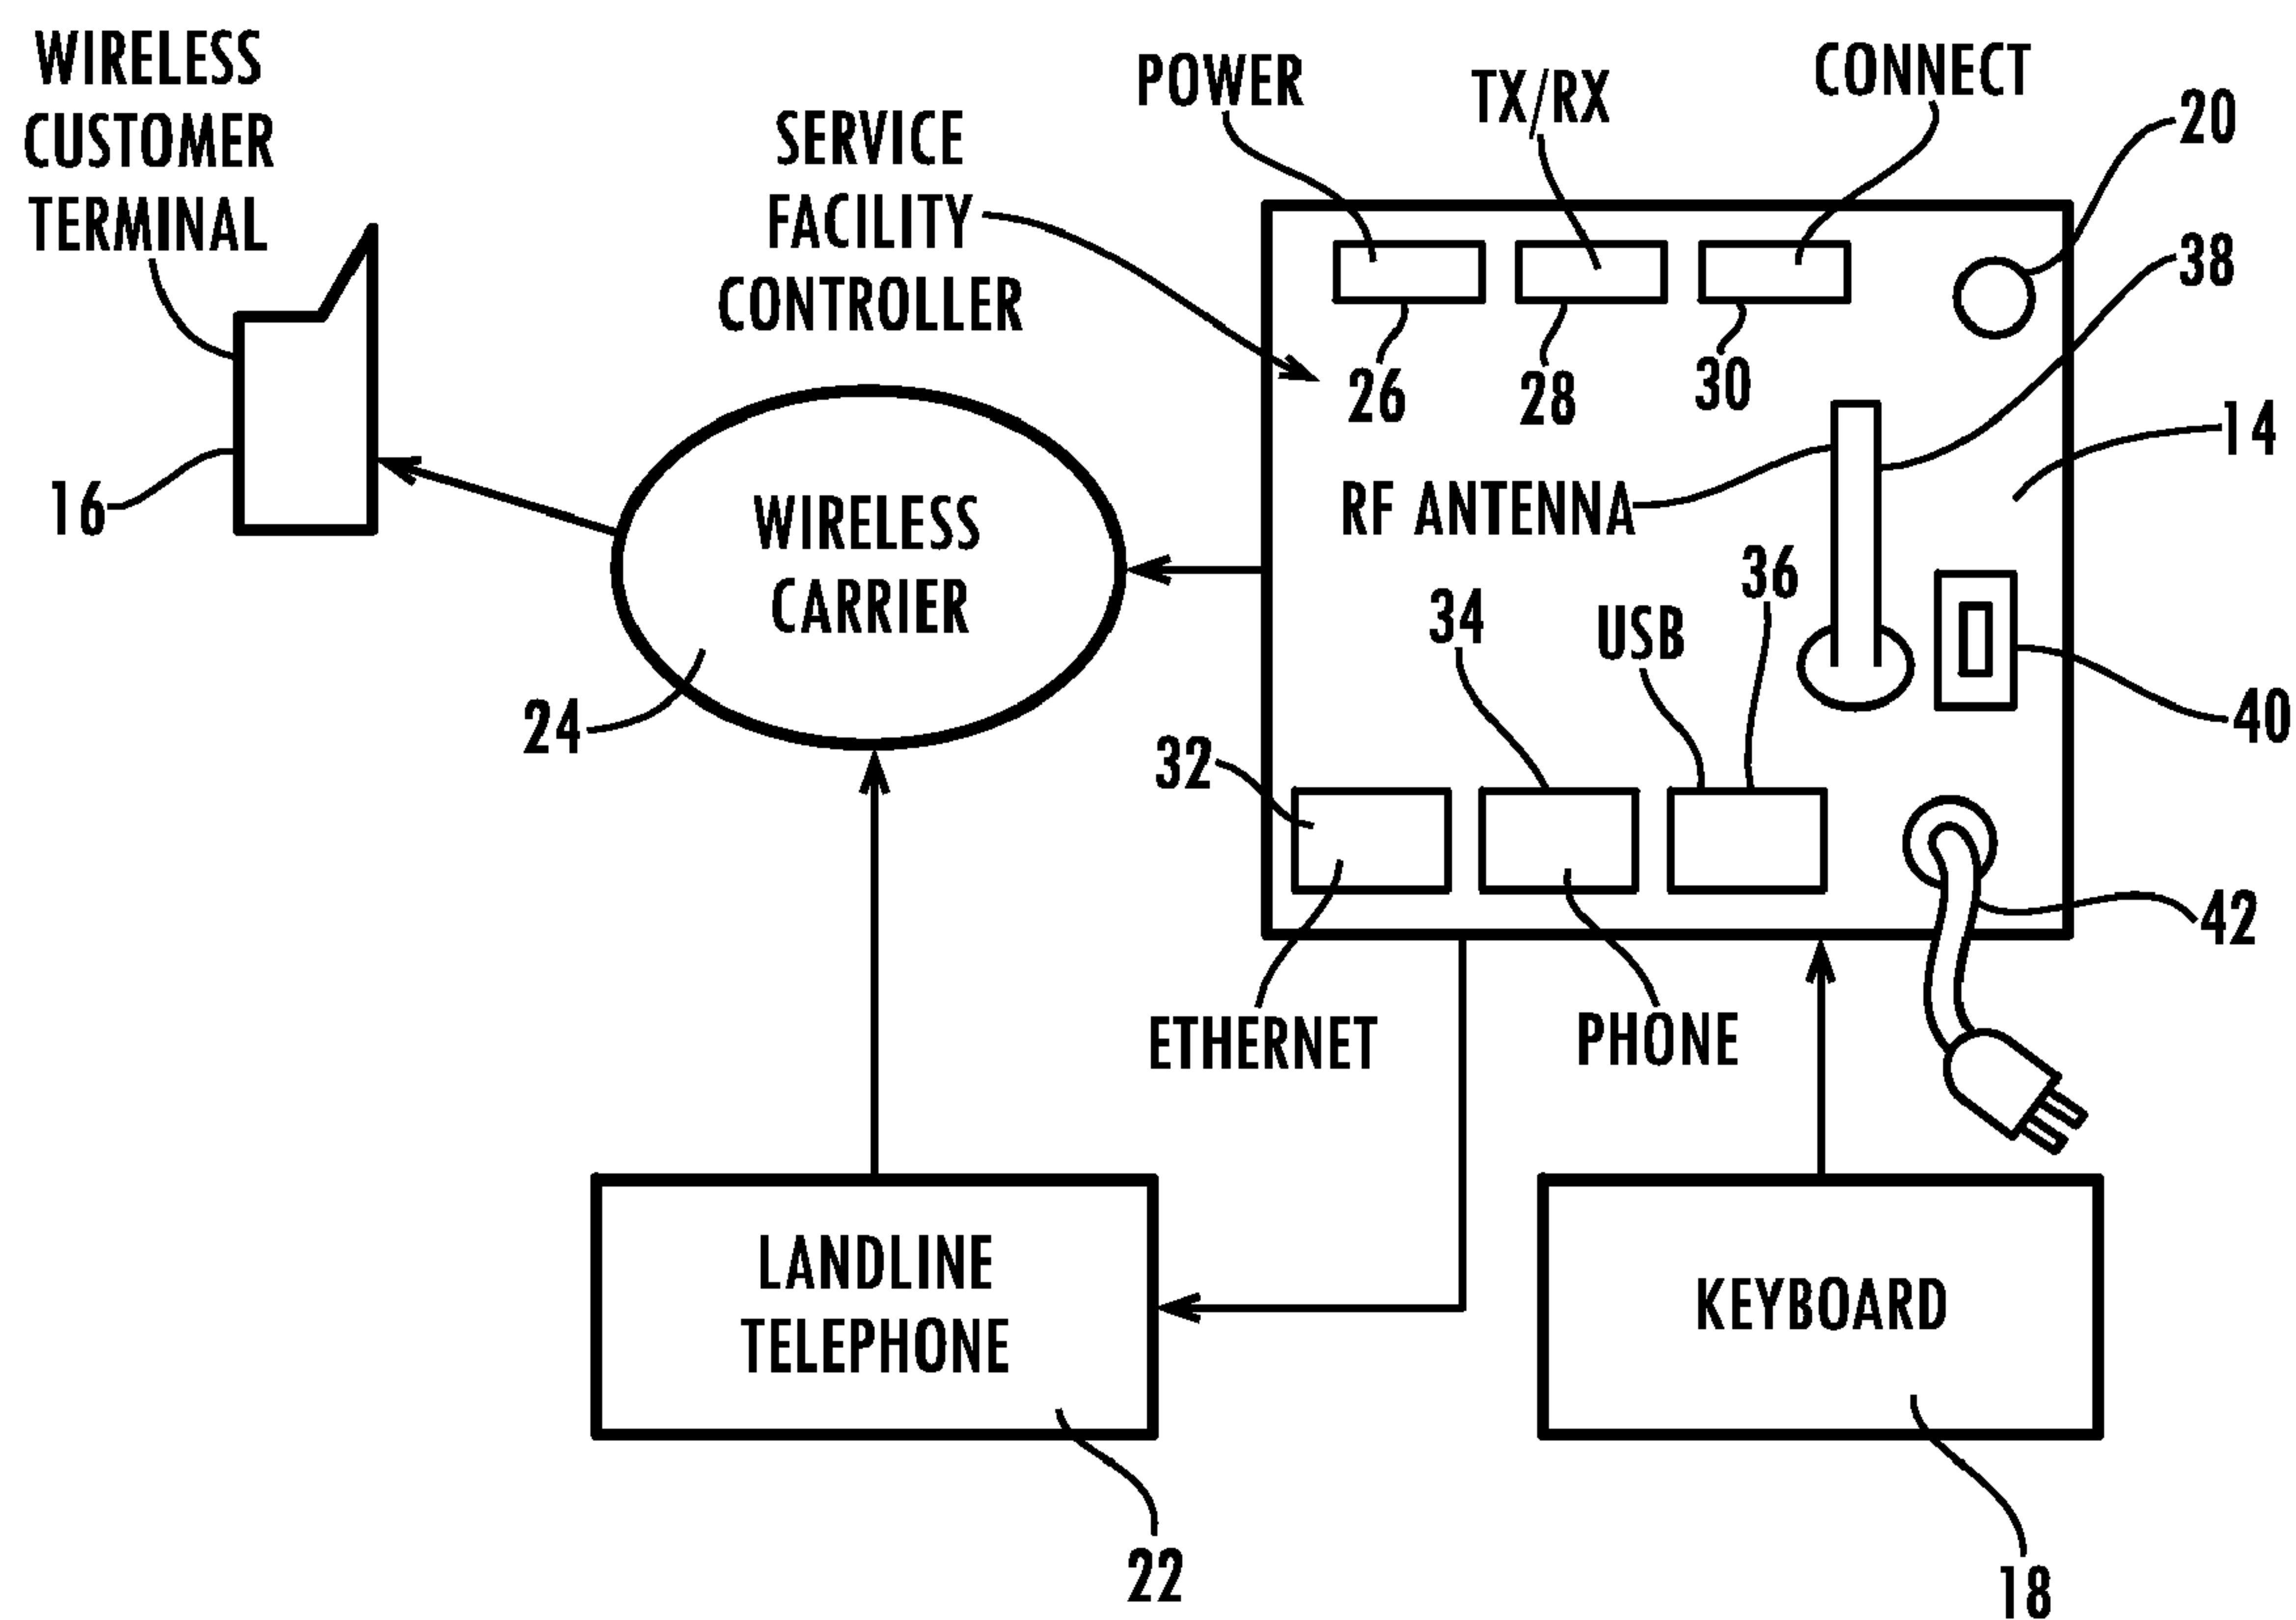 WIRELESS
CUSTOMER
TERMINAL
SERVICE
FACILITY
CONTROLLER
POWER
TX/RX
CONNECT
20
38
26
28
30
14
16
RF ANTENNA
WIRELESS
CARRIER
24
34
USB
36
32
40
42
ETHERNET
PHONE
LANDLINE
TELEPHONE
KEYBOARD
22
18